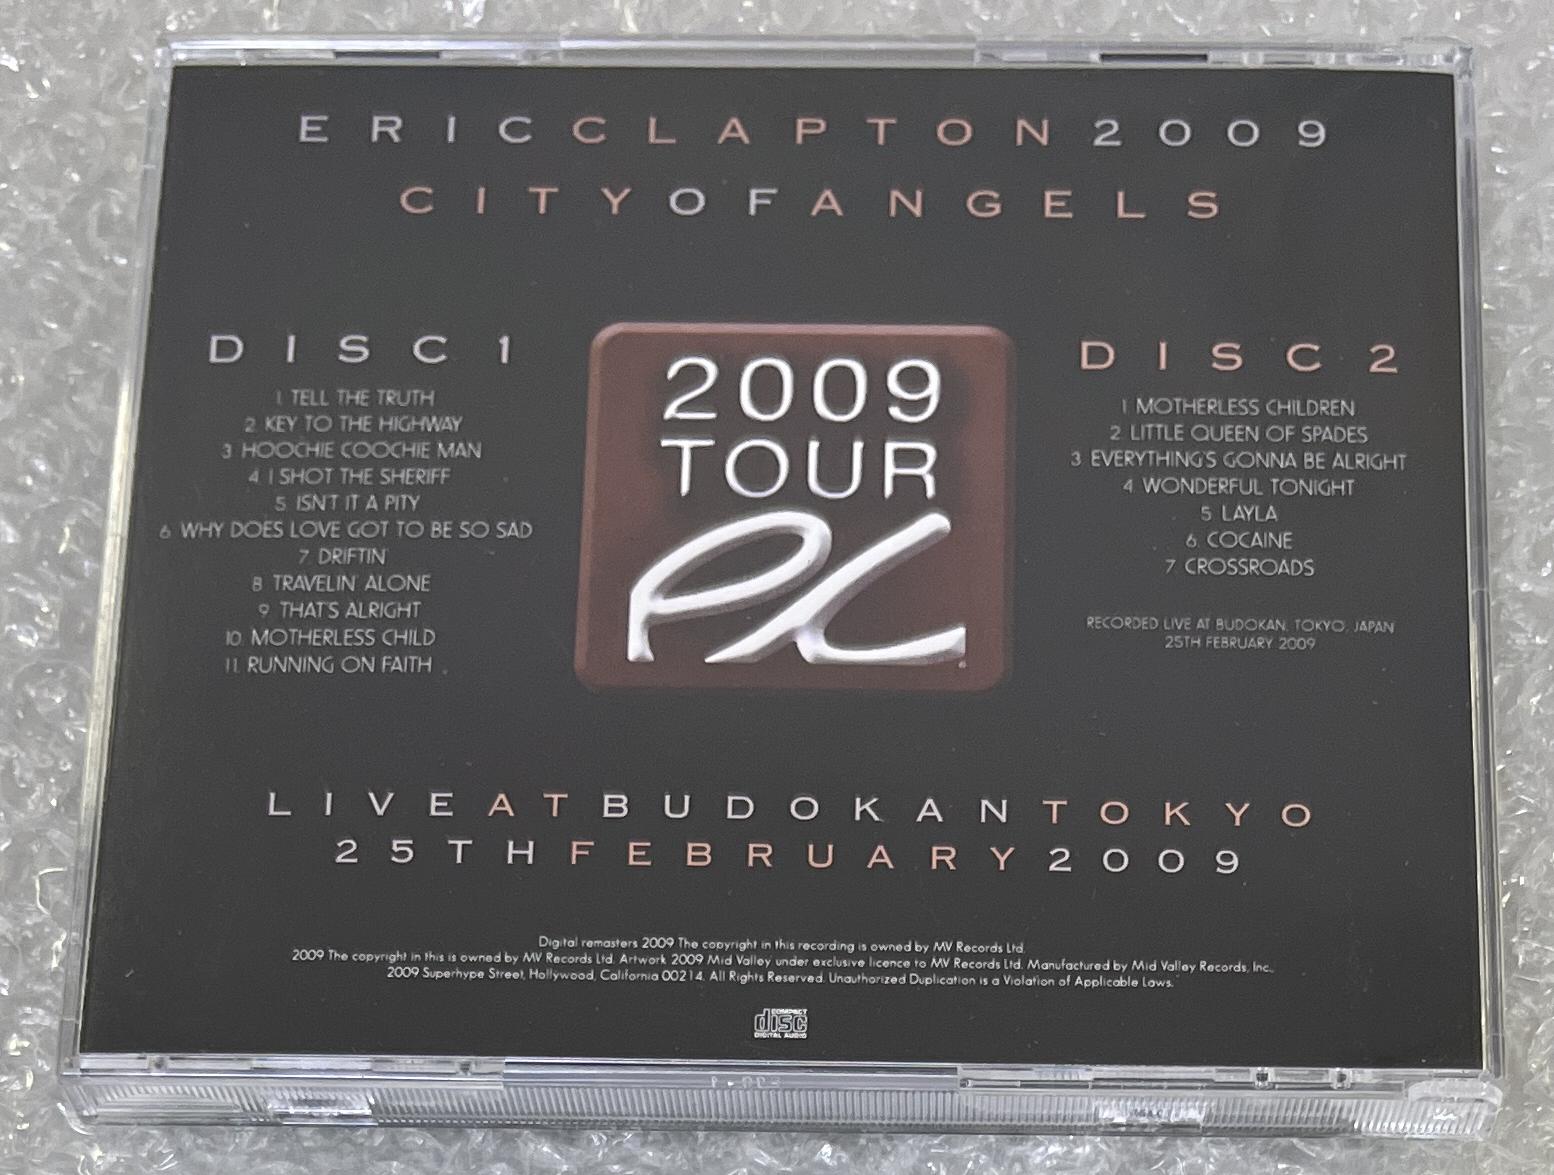 ERICCLAPTON2009
CITYOFANGELS
DISC 1
1 TELL THE TRUTH
2 KEY TO THE HIGHWAY
3 HOOCHIE COOCHIE MAN
4 I SHOT THE SHERIFF
5 ISN'T IT A PITY
6 WHY DOES LOVE GOT TO BE SO SAD
7 DRIFTIN'
8 TRAVELIN' ALONE
9 THAT'S ALRIGHT
10. MOTHERLESS CHILD
11. RUNNING ON FAITH
2009
TOUR
DISC 2
1 MOTHERLESS CHILDREN
2 LITTLE QUEEN OF SPADES
3 EVERYTHING'S GONNA BE ALRIGHT
4 WONDERFUL TONIGHT
5 LAYLA
6 COCAINE
7 CROSSROADS
RECORDED LIVE AT BUDOKAN, TOKYO, JAPAN
25TH FEBRUARY 2009
LIVEATBUDOKANTOKYO
25THFEBRUARY2009
Digital remasters 2009 The copyright in this recording is owned by MV Records Ltd.
2009 The copyright in this is owned by MV Records Ltd. Artwork 2009 Mid Valley under exclusive licence to MV Records Ltd. Manufactured by Mid Valley Records, Inc.,
2009 Superhype Street, Hollywood, California 00214. All Rights Reserved. Unauthorized Duplication is a Violation of Applicable Laws.
COMPACT
disc
DIGITAL AUDIO